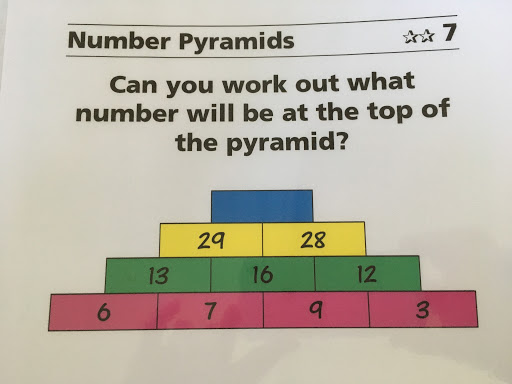 Number Pyramids ☆☆ 7
Can you work out what
number will be at the top of
the pyramid?
29 28
13 16 12
6 7 9 3